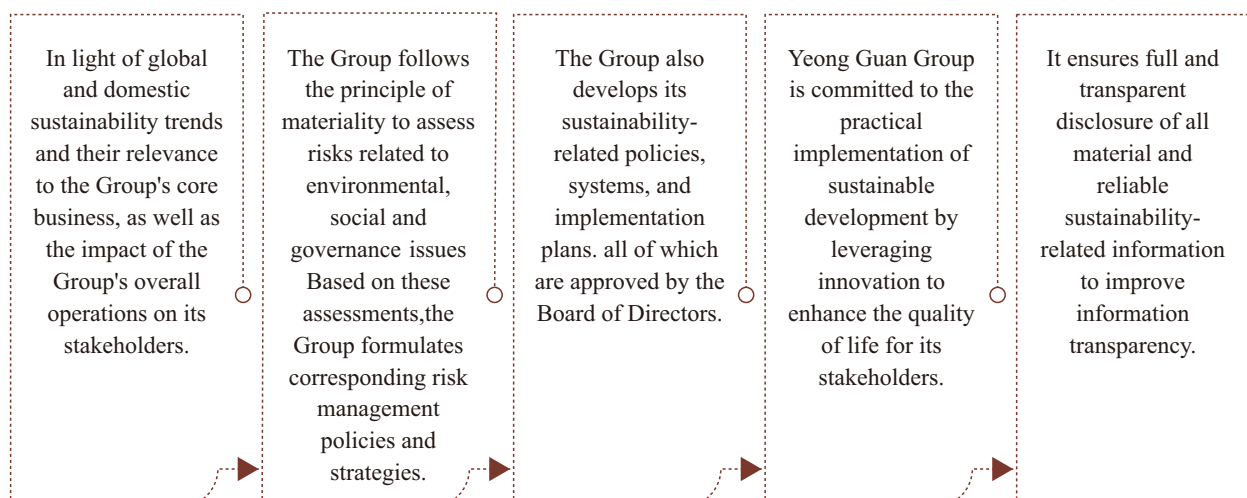 In light of global
and domestic
sustainability trends
and their relevance
to the Group's core
business, as well as
the impact of the
Group's overall
operations on its
stakeholders.
The Group follows
the principle of
materiality to assess
risks related to
environmental,
social and
governance issues
Based on these
assessments,the
Group formulates
corresponding risk
management
policies and
strategies.
The Group also
develops its
sustainability-
related policies,
systems, and
implementation
plans. all of which
are approved by the
Board of Directors.
Yeong Guan Group
is committed to the
practical
implementation of
sustainable
development by
leveraging
innovation to
enhance the quality
of life for its
stakeholders.
It ensures full and
transparent
disclosure of all
material and
reliable
sustainability-
related information
to improve
information
transparency.